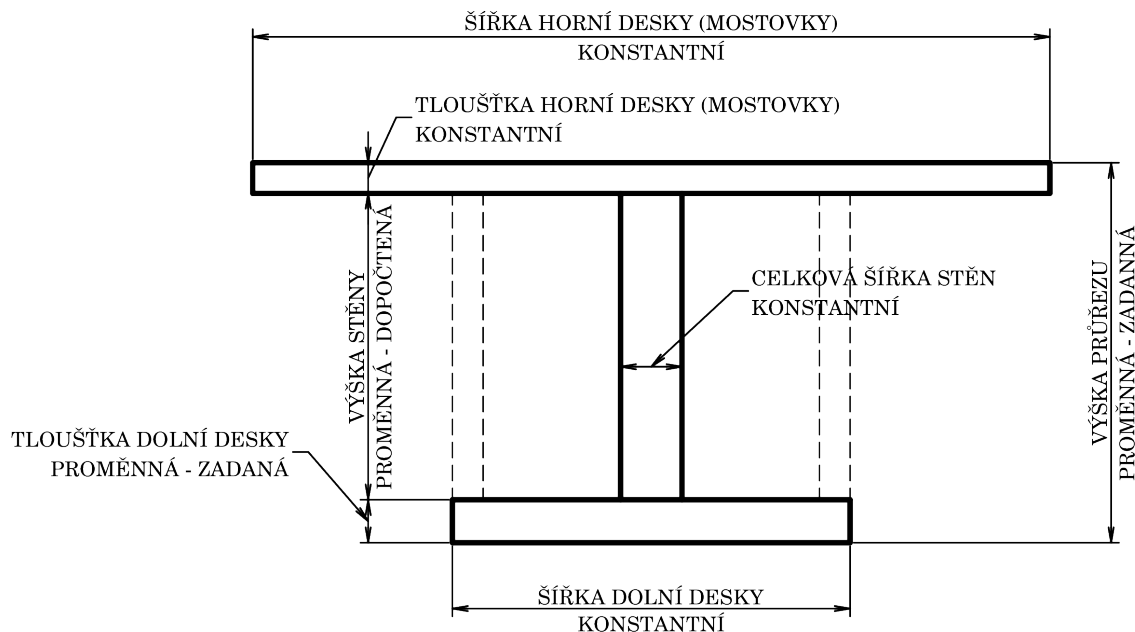 ŠÍŘKA HORNÍ DESKY (MOSTOVKY)
KONSTANTNÍ
TLOUŠŤKA HORNÍ DESKY (MOSTOVKY)
KONSTANTNÍ
VÝŠKA STĚNY
PROMĚNNÁ - DOPOČTENÁ
CELKOVÁ ŠÍŘKA STĚN
KONSTANTNÍ
VÝŠKA PRŮŘEZU
PROMĚNNÁ - ZADANNÁ
TLOUŠŤKA DOLNÍ DESKY
PROMĚNNÁ - ZADANÁ
ŠÍŘKA DOLNÍ DESKY
KONSTANTNÍ